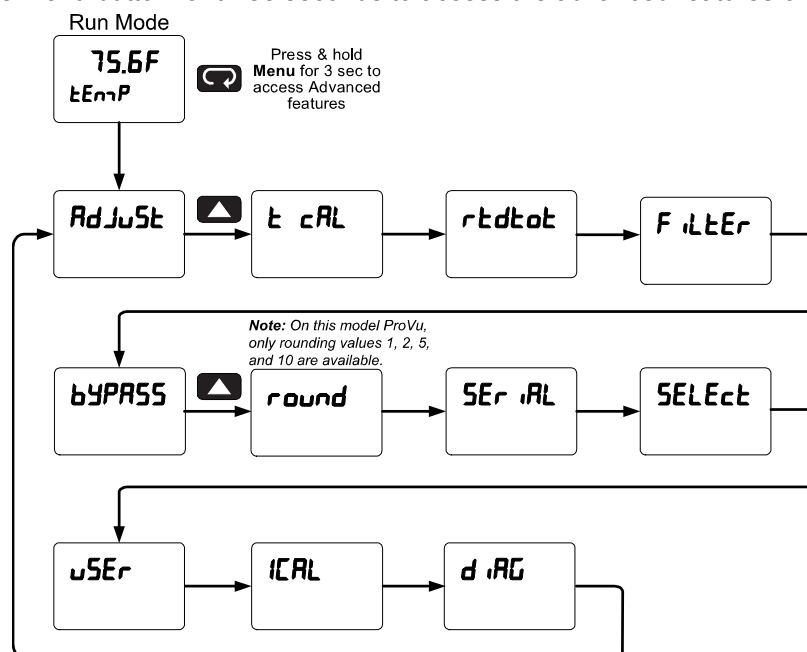 Run Mode
75.6F
tEmP
Press & hold
Menu for 3 sec to
access Advanced
features
AdJuSt
t cAL
rtdtot
FiLtEr
Note: On this model ProVu,
only rounding values 1, 2, 5,
and 10 are available.
bYPASS
round
SEriAL
SELEct
uSEr
ICAL
diAG